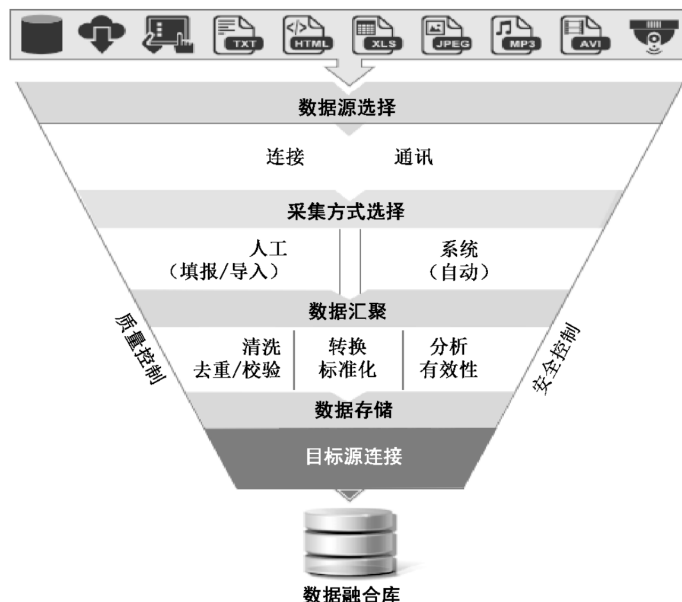 TXT HTML XLS JPEG MP3 AVI
数据源选择
连接 通讯
采集方式选择
人工 系统
（填报/导入） （自动）
数据汇聚
清洗 转换 分析
去重/校验 标准化 有效性
质量控制
安全控制
数据存储
目标源连接
数据融合库